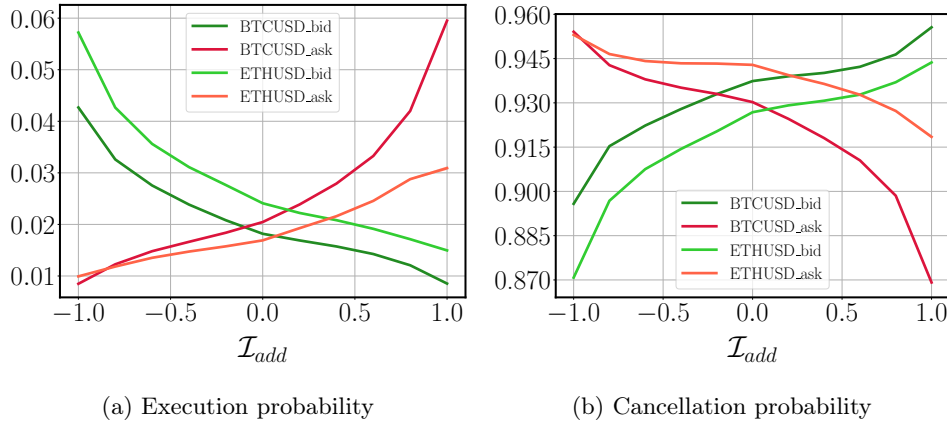 0.06
0.05
0.04
0.03
0.02
0.01
BTCUSD_bid
BTCUSD_ask
ETHUSD_bid
ETHUSD_ask
−1.0 −0.5 0.0 0.5 1.0
I_add
(a) Execution probability
0.960
0.945
0.930
0.915
0.900
0.885
0.870
BTCUSD_bid
BTCUSD_ask
ETHUSD_bid
ETHUSD_ask
−1.0 −0.5 0.0 0.5 1.0
I_add
(b) Cancellation probability